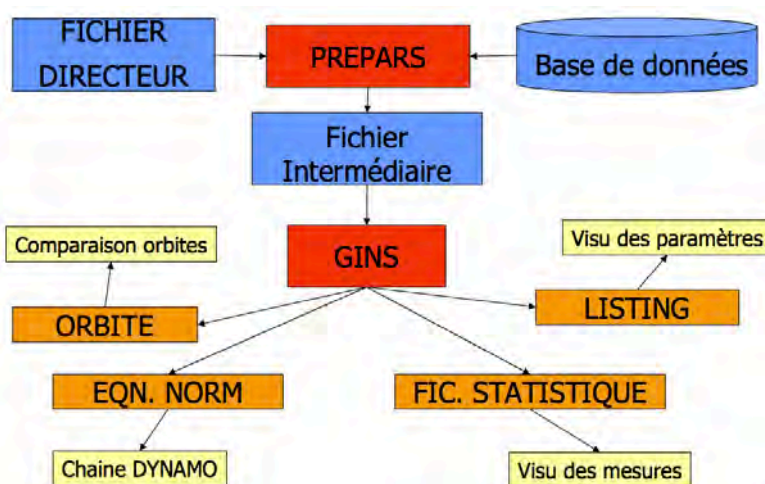 FICHIER
DIRECTEUR
PREPARS
Base de données
Fichier
Intermédiaire
Comparaison orbites
GINS
Visu des paramètres
ORBITE
LISTING
EQN. NORM
FIC. STATISTIQUE
Chaine DYNAMO
Visu des mesures